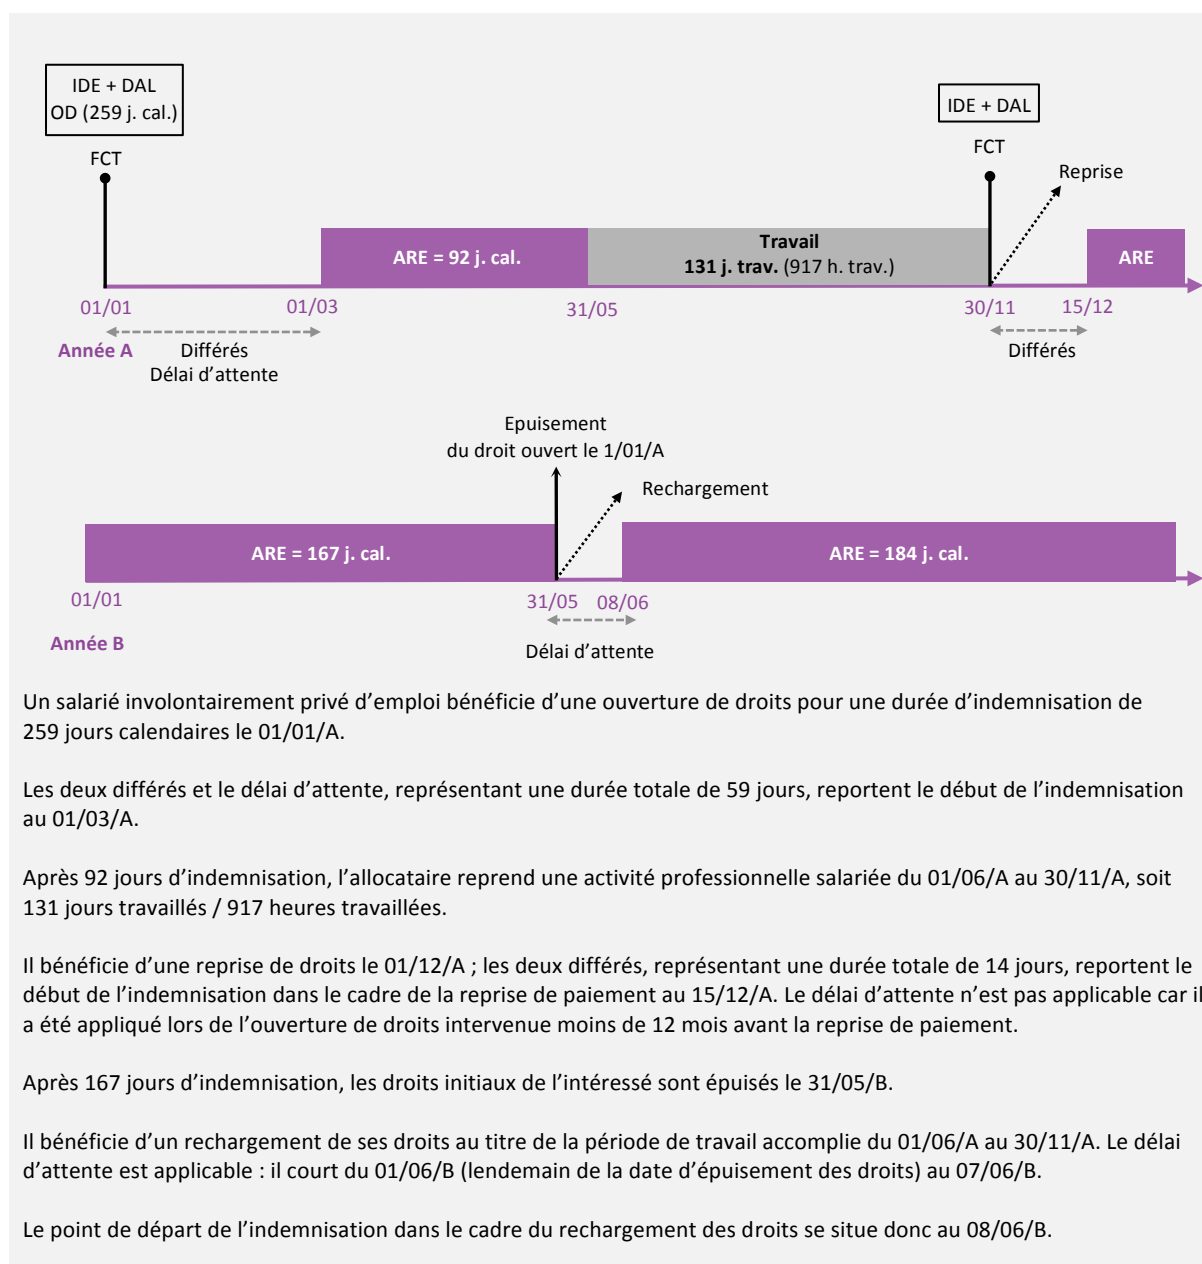 IDE + DAL
OD (259 j. cal.)
IDE + DAL
FCT
FCT
Reprise
ARE = 92 j. cal.
Travail
131 j. trav. (917 h. trav.)
ARE
01/01
01/03
31/05
30/11
15/12
Année A
Différés
Délai d’attente
Différés
Epuisement
du droit ouvert le 1/01/A
Rechargement
ARE = 167 j. cal.
ARE = 184 j. cal.
01/01
31/05
08/06
Année B
Délai d’attente
Un salarié involontairement privé d’emploi bénéficie d’une ouverture de droits pour une durée d’indemnisation de
259 jours calendaires le 01/01/A.
Les deux différés et le délai d’attente, représentant une durée totale de 59 jours, reportent le début de l’indemnisation
au 01/03/A.
Après 92 jours d’indemnisation, l’allocataire reprend une activité professionnelle salariée du 01/06/A au 30/11/A, soit
131 jours travaillés / 917 heures travaillées.
Il bénéficie d’une reprise de droits le 01/12/A ; les deux différés, représentant une durée totale de 14 jours, reportent le
début de l’indemnisation dans le cadre de la reprise de paiement au 15/12/A. Le délai d’attente n’est pas applicable car il
a été appliqué lors de l’ouverture de droits intervenue moins de 12 mois avant la reprise de paiement.
Après 167 jours d’indemnisation, les droits initiaux de l’intéressé sont épuisés le 31/05/B.
Il bénéficie d’un rechargement de ses droits au titre de la période de travail accomplie du 01/06/A au 30/11/A. Le délai
d’attente est applicable : il court du 01/06/B (lendemain de la date d’épuisement des droits) au 07/06/B.
Le point de départ de l’indemnisation dans le cadre du rechargement des droits se situe donc au 08/06/B.